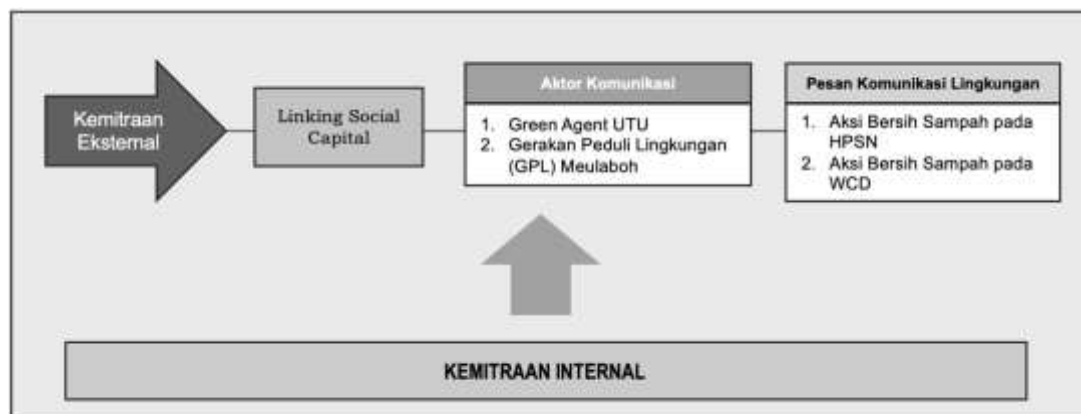 Kemitraan
Eksternal
Linking Social
Capital
Aktor Komunikasi
1. Green Agent UTU
2. Gerakan Peduli Lingkungan
(GPL) Meulaboh
Pesan Komunikasi Lingkungan
1. Aksi Bersih Sampah pada
HPSN
2. Aksi Bersih Sampah pada
WCD
KEMITRAAN INTERNAL